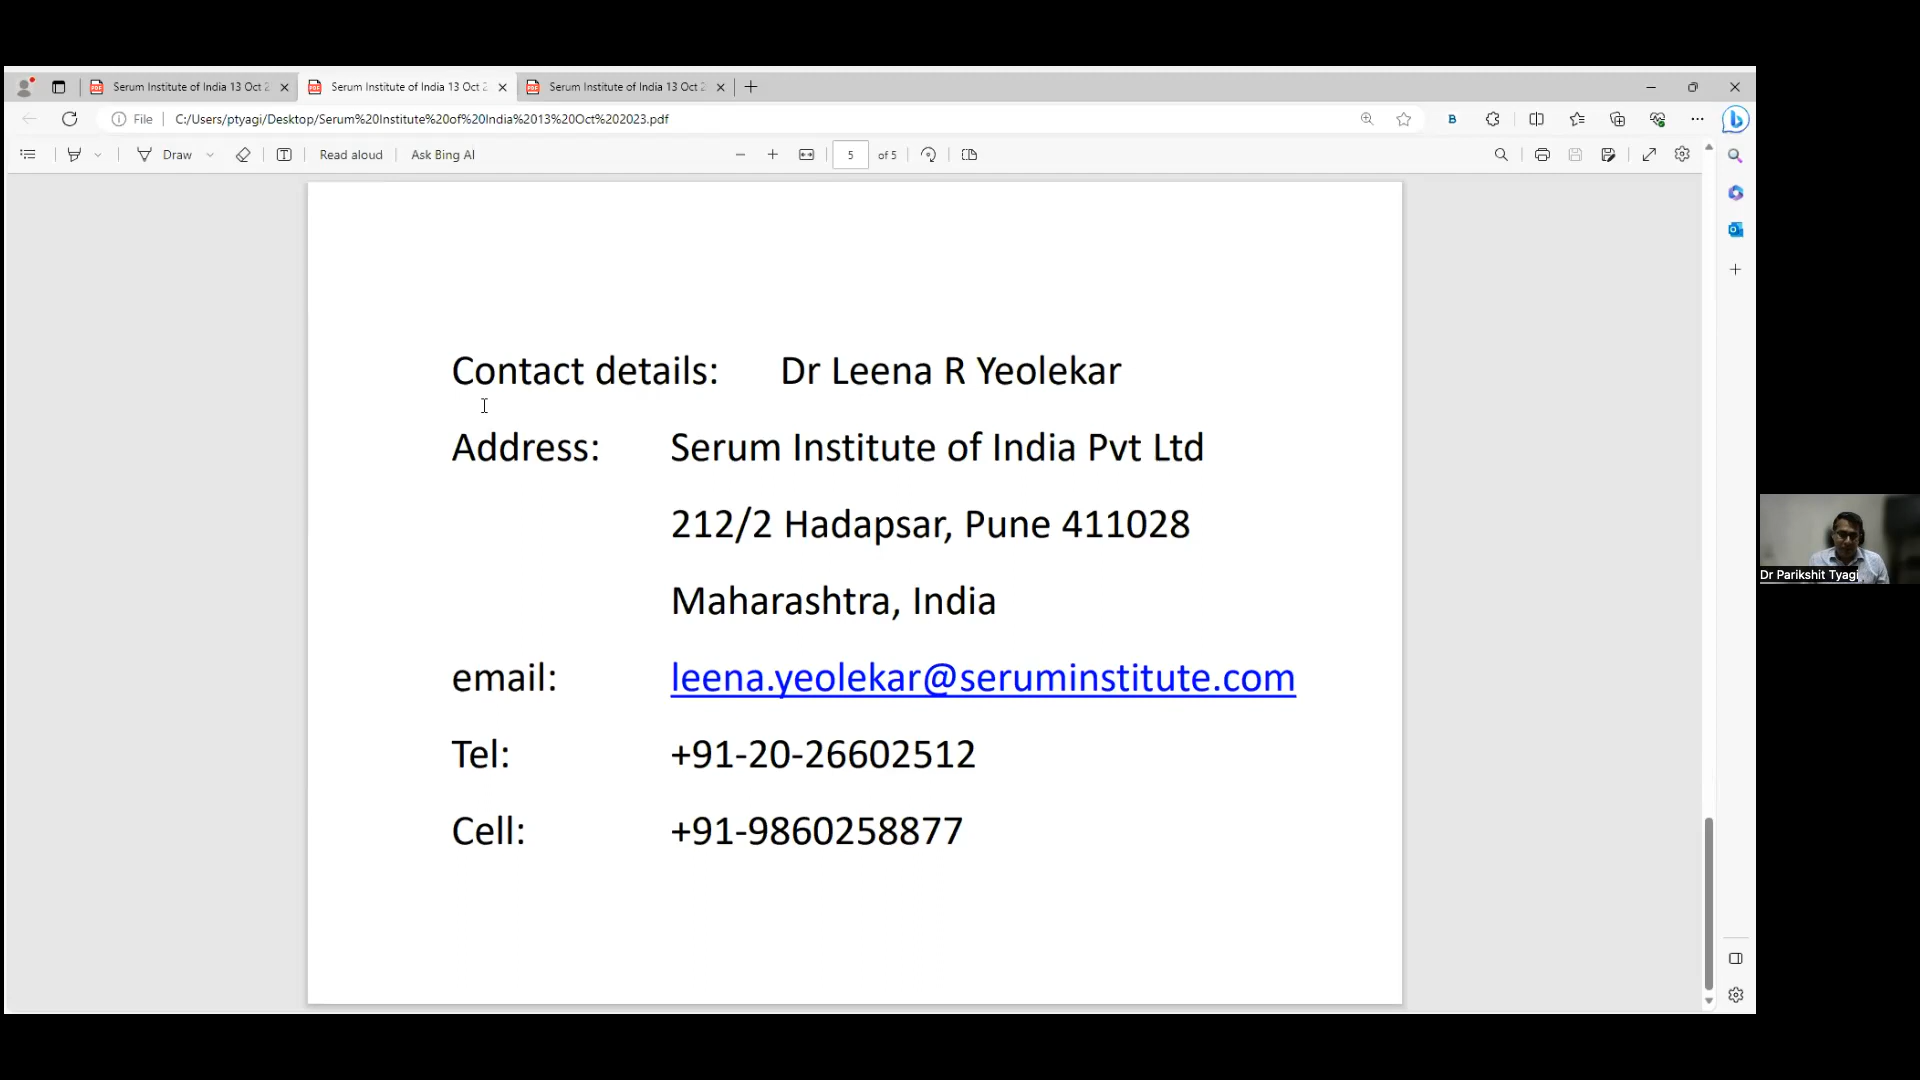 Serum Institute of India 13 Oct 2
Serum Institute of India 13 Oct 2
Serum Institute of India 13 Oct 2
File
C:/Users/ptyagi/Desktop/Serum%20Institute%20of%20India%2013%20Oct%202023.pdf
B
Draw
Read aloud
Ask Bing AI
5
of 5
Contact details: Dr Leena R Yeolekar
Address: Serum Institute of India Pvt Ltd
212/2 Hadapsar, Pune 411028
Maharashtra, India
email: leena.yeolekar@seruminstitute.com
Tel: +91-20-26602512
Cell: +91-9860258877
Dr Parikshit Tyagi